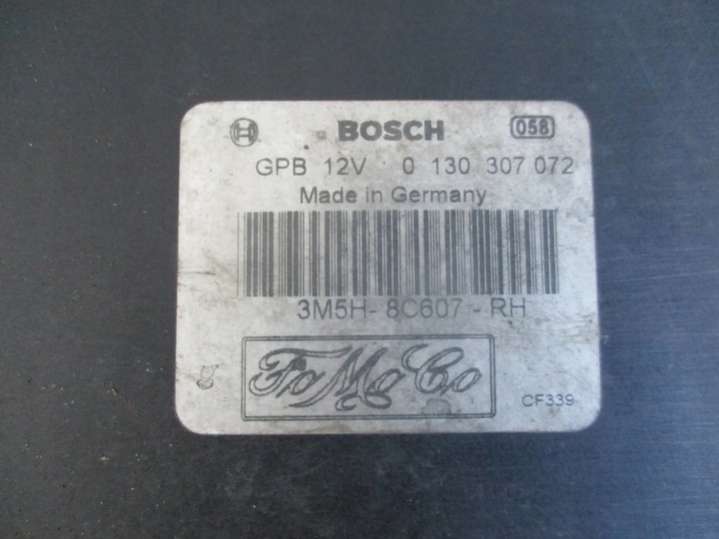 BOSCH 058
GPB 12V 0 130 307 072
Made in Germany
3M5H- 8C607 - RH
FoMoCo
CF339